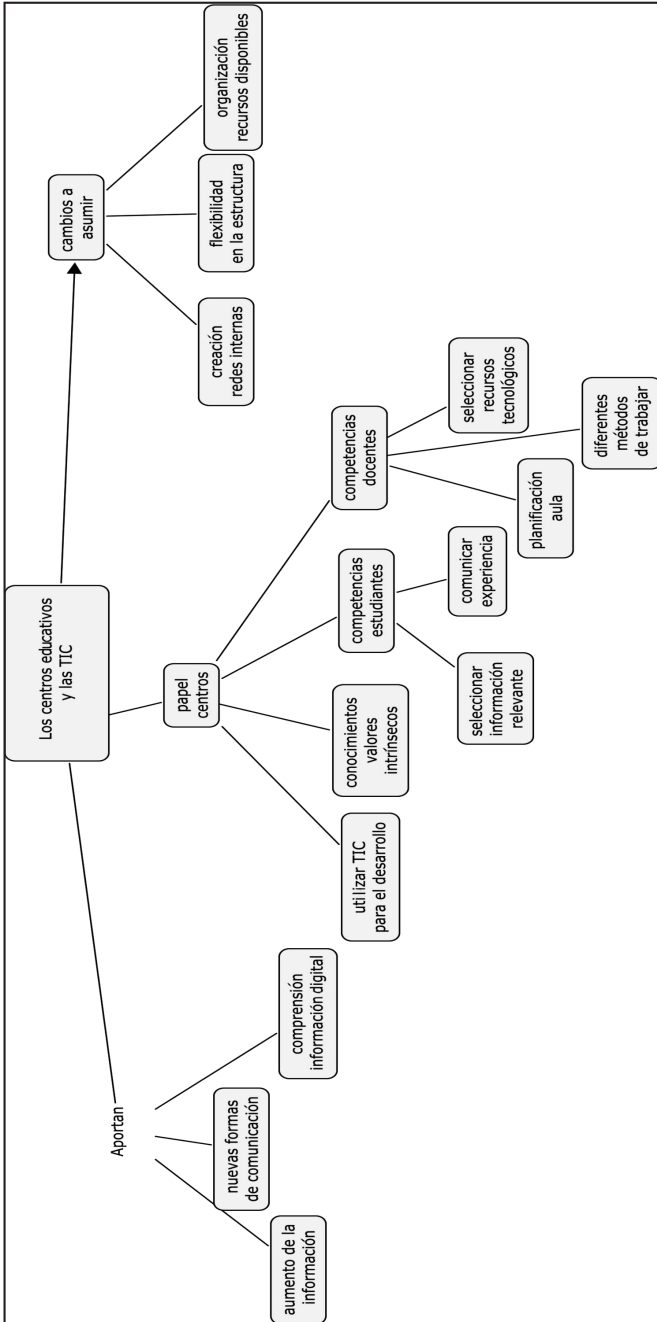 Los centros educativos
y las TIC
Aportan
aumento de la
información
nuevas formas
de comunicación
comprensión
información digital
papel
centros
utilizar TIC
para el desarrollo
conocimientos
valores
intrínsecos
competencias
estudiantes
seleccionar
información
relevante
comunicar
experiencia
competencias
docentes
planificación
aula
diferentes
métodos
de trabajar
seleccionar
recursos
tecnológicos
cambios a
asumir
creación
redes internas
flexibilidad
en la estructura
organización
recursos disponibles